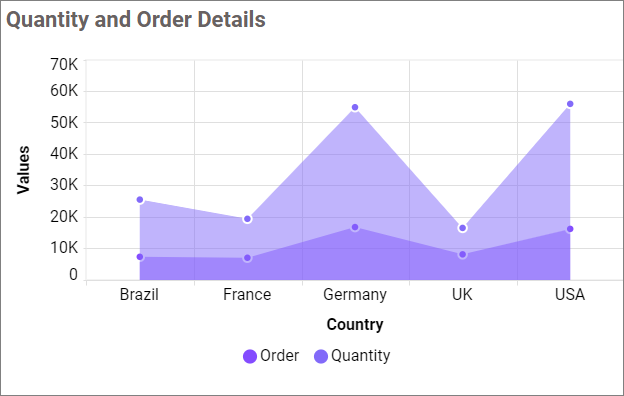 Quantity and Order Details
70K
60K
50K
40K
30K
20K
10K
0
Values
Brazil France Germany UK USA
Country
Order Quantity